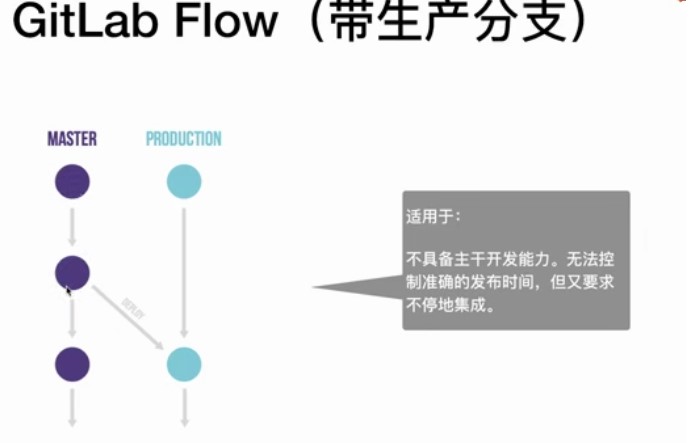 GitLab Flow（带生产分支）
MASTER PRODUCTION
DEPLOY
适用于：
不具备主干开发能力。无法控
制准确的发布时间，但又要求
不停地集成。